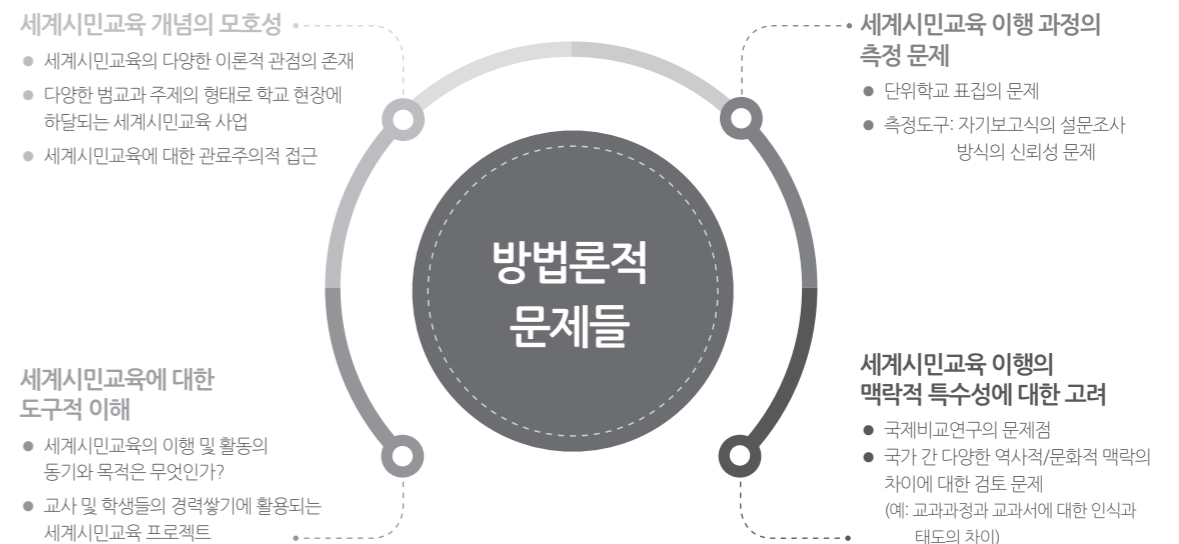 세계시민교육 개념의 모호성
● 세계시민교육의 다양한 이론적 관점의 존재
● 다양한 범교과 주제의 형태로 학교 현장에
하달되는 세계시민교육 사업
● 세계시민교육에 대한 관료주의적 접근
세계시민교육 이행 과정의
측정 문제
● 단위학교 표집의 문제
● 측정도구: 자기보고식의 설문조사
방식의 신뢰성 문제
방법론적
문제들
세계시민교육에 대한
도구적 이해
● 세계시민교육의 이행 및 활동의
동기와 목적은 무엇인가?
● 교사 및 학생들의 경력쌓기에 활용되는
세계시민교육 프로젝트
세계시민교육 이행의
맥락적 특수성에 대한 고려
● 국제비교연구의 문제점
● 국가 간 다양한 역사적/문화적 맥락의
차이에 대한 검토 문제
(예: 교과과정과 교과서에 대한 인식과
태도의 차이)